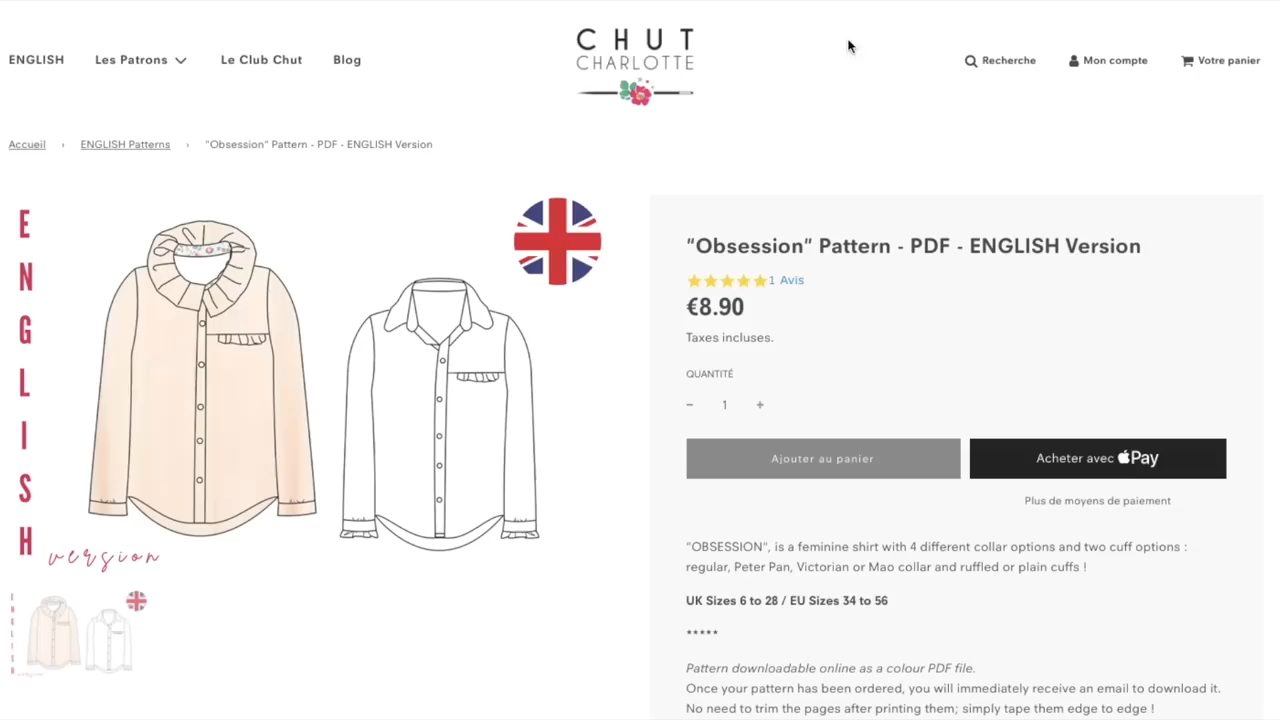 ENGLISH
Les Patrons
Le Club Chut
Blog
CHUT
CHARLOTTE
Recherche
Mon compte
Votre panier
Accueil › ENGLISH Patterns › "Obsession" Pattern - PDF - ENGLISH Version
ENGLISH
version
"Obsession" Pattern - PDF - ENGLISH Version
1 Avis
€8.90
Taxes incluses.
QUANTITÉ
− 1 +
Ajouter au panier
Acheter avec Pay
Plus de moyens de paiement
"OBSESSION", is a feminine shirt with 4 different collar options and two cuff options :
regular, Peter Pan, Victorian or Mao collar and ruffled or plain cuffs !
UK Sizes 6 to 28 / EU Sizes 34 to 56
*****
Pattern downloadable online as a colour PDF file.
Once your pattern has been ordered, you will immediately receive an email to download it.
No need to trim the pages after printing them; simply tape them edge to edge !